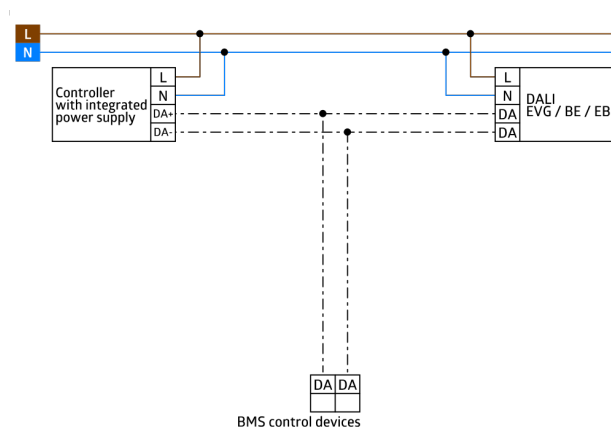 L
N
Controller
with integrated
power supply
L
N
DA+
DA-
L
N
DA
DA
DALI
EVG / BE / EB
DA DA
BMS control devices